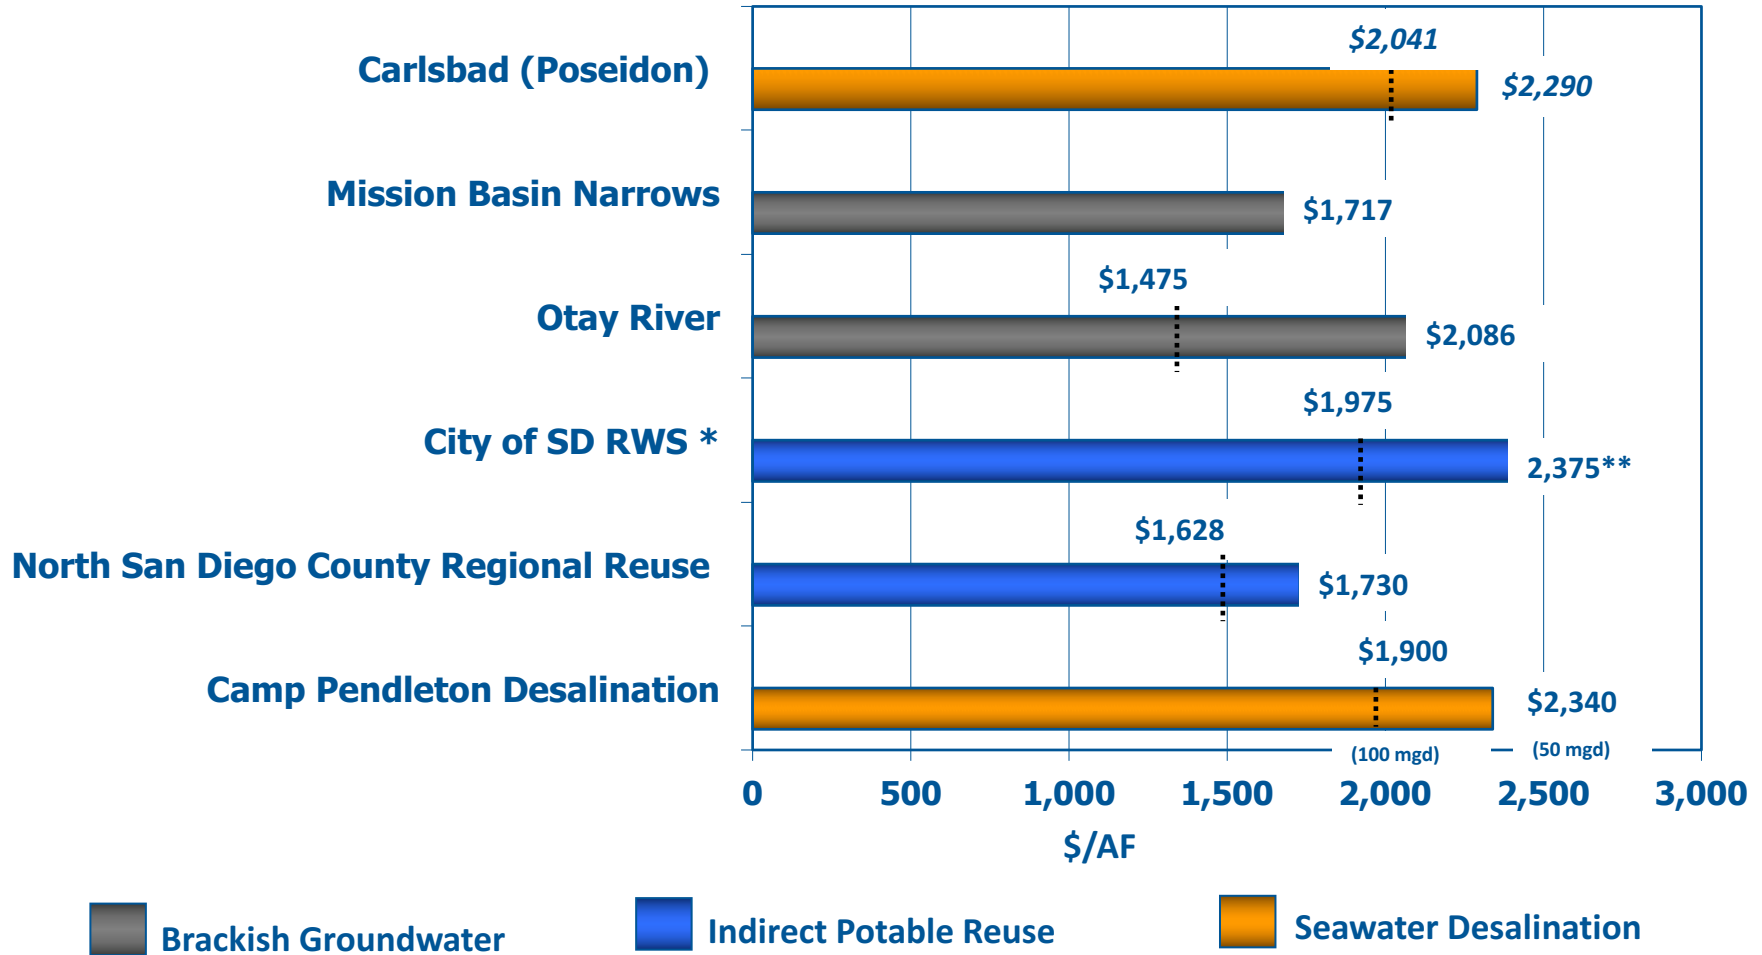 $2,041
Carlsbad (Poseidon)
$2,290
Mission Basin Narrows
$1,717
$1,475
Otay River
$2,086
$1,975
City of SD RWS *
2,375**
$1,628
North San Diego County Regional Reuse
$1,730
$1,900
Camp Pendleton Desalination
$2,340
(100 mgd) (50 mgd)
0 500 1,000 1,500 2,000 2,500 3,000
$/AF
Brackish Groundwater Indirect Potable Reuse Seawater Desalination